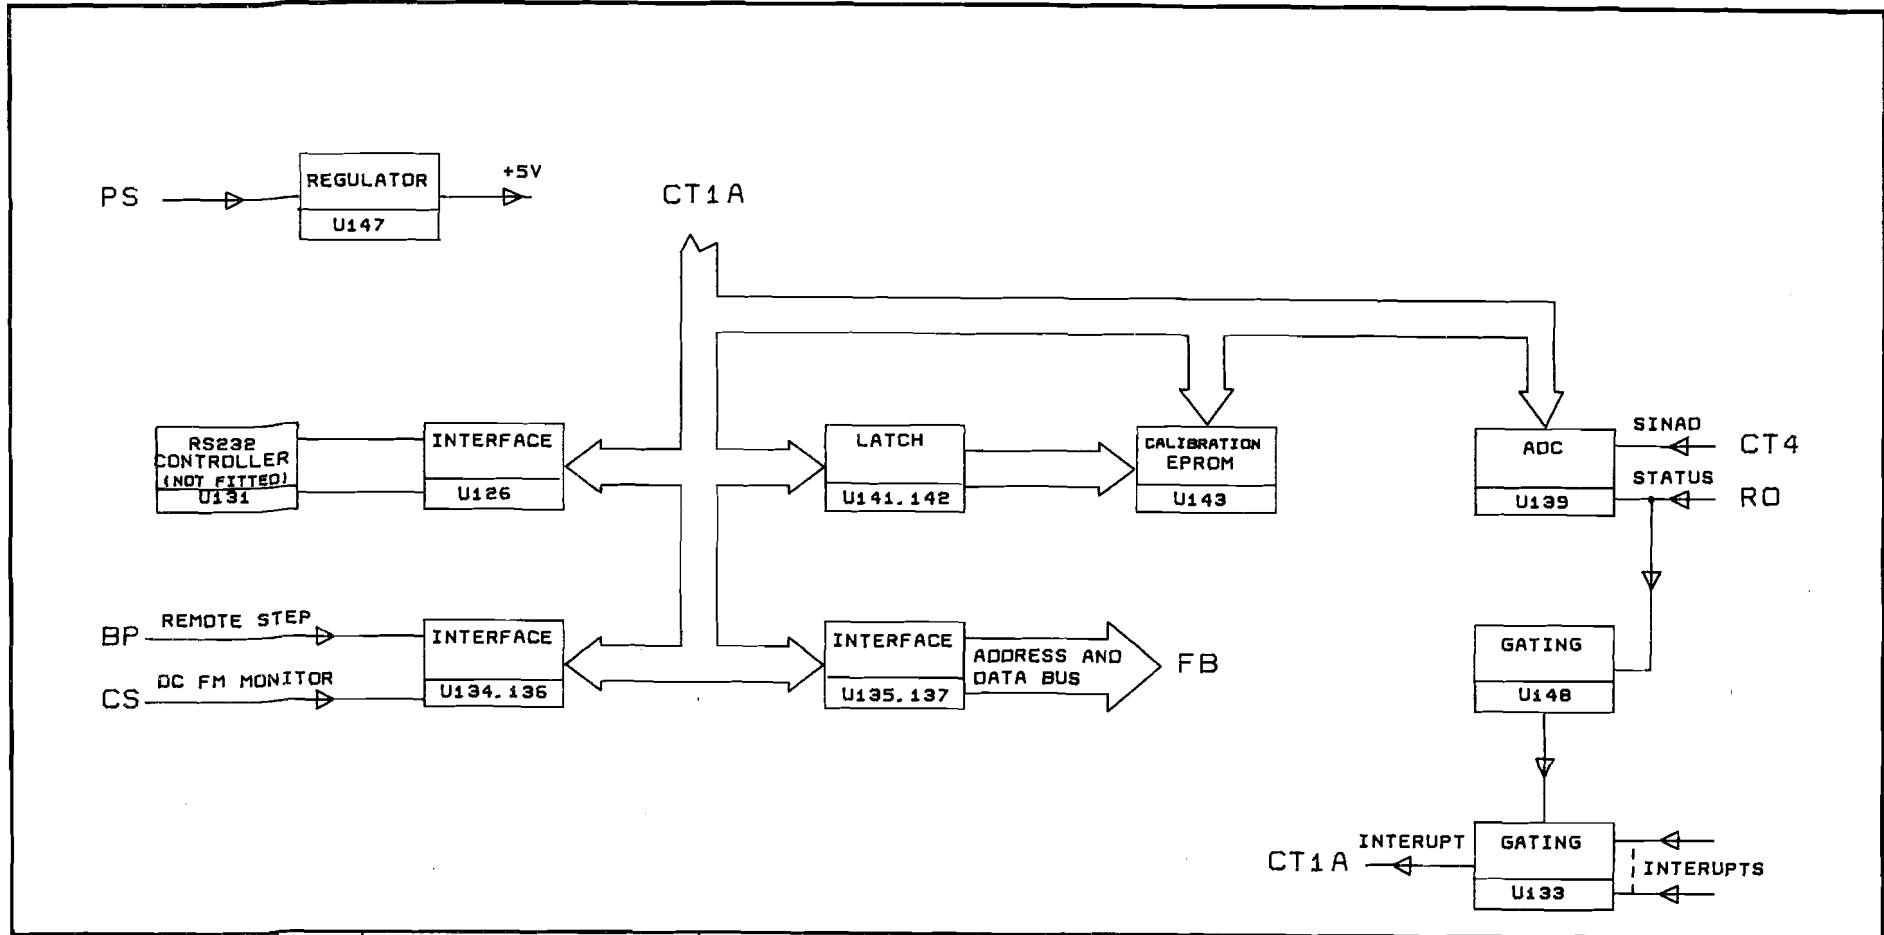 PS
REGULATOR
U147
+5V
CT1A
RS232
CONTROLLER
(NOT FITTED)
U131
INTERFACE
U126
LATCH
U141.142
CALIBRATION
EPROM
U143
ADC
U139
SINAD
CT4
STATUS
RO
BP
REMOTE STEP
CS
DC FM MONITOR
INTERFACE
U134.136
INTERFACE
U135.137
ADDRESS AND
DATA BUS
FB
GATING
U148
CT1A
INTERUPT
GATING
U133
INTERUPTS